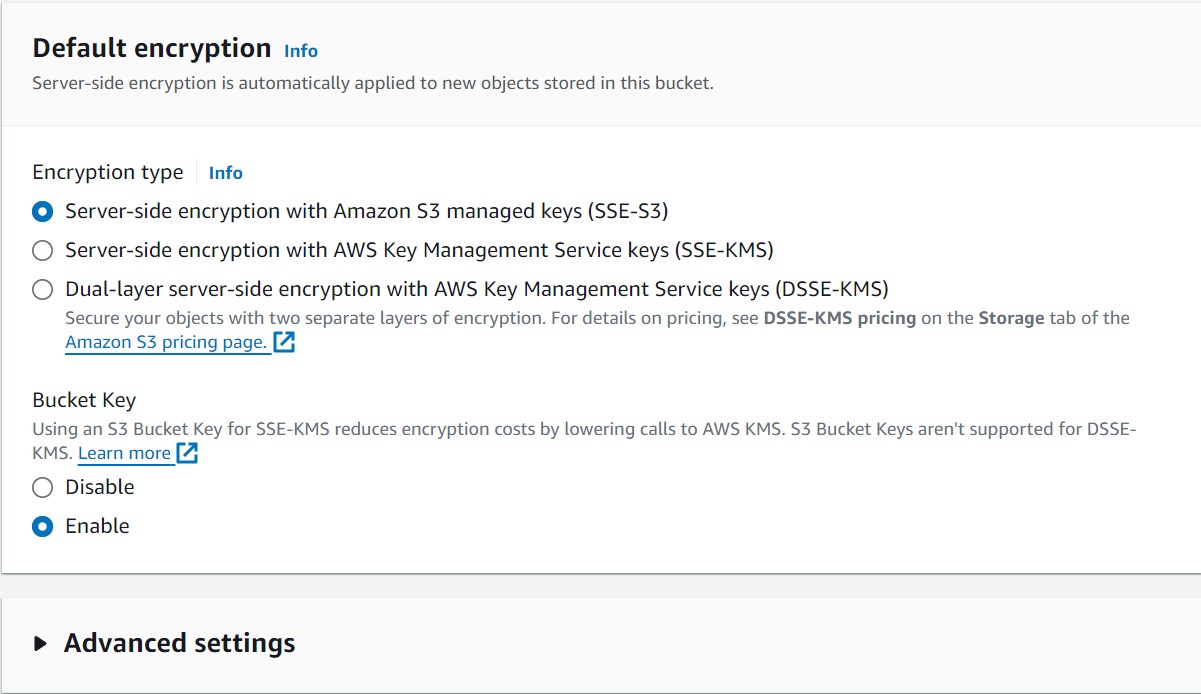 Default encryption Info
Server-side encryption is automatically applied to new objects stored in this bucket.
Encryption type Info
Server-side encryption with Amazon S3 managed keys (SSE-S3)
Server-side encryption with AWS Key Management Service keys (SSE-KMS)
Dual-layer server-side encryption with AWS Key Management Service keys (DSSE-KMS)
Secure your objects with two separate layers of encryption. For details on pricing, see DSSE-KMS pricing on the Storage tab of the
Amazon S3 pricing page.
Bucket Key
Using an S3 Bucket Key for SSE-KMS reduces encryption costs by lowering calls to AWS KMS. S3 Bucket Keys aren't supported for DSSE-
KMS. Learn more
Disable
Enable
Advanced settings